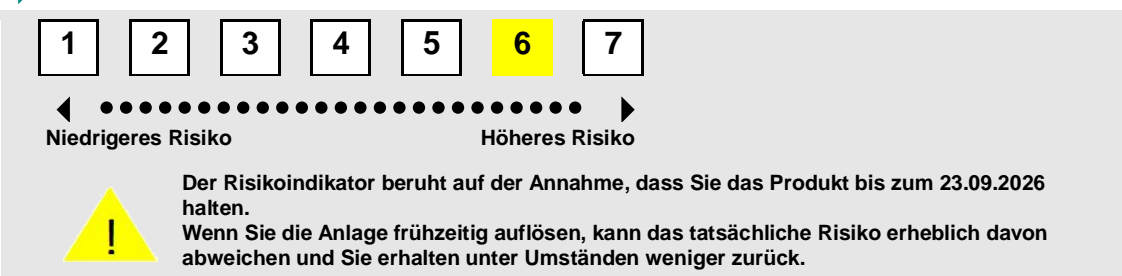 1 2 3 4 5 6 7
Niedrigeres Risiko Höheres Risiko
Der Risikoindikator beruht auf der Annahme, dass Sie das Produkt bis zum 23.09.2026
halten.
Wenn Sie die Anlage frühzeitig auflösen, kann das tatsächliche Risiko erheblich davon
abweichen und Sie erhalten unter Umständen weniger zurück.
!